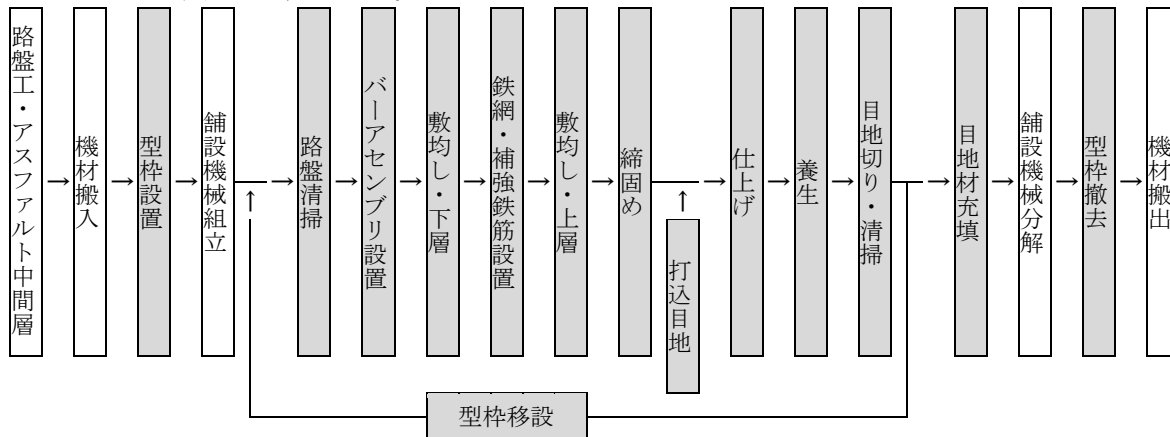 路盤工・アスファルト中間層
機材搬入
型枠設置
舗設機械組立
路盤清掃
バーアセンブリ設置
敷均し・下層
鉄網・補強鉄筋設置
敷均し・上層
締固め
打込目地
仕上げ
養生
目地切り・清掃
目地材充填
舗設機械分解
型枠撤去
機材搬出
型枠移設